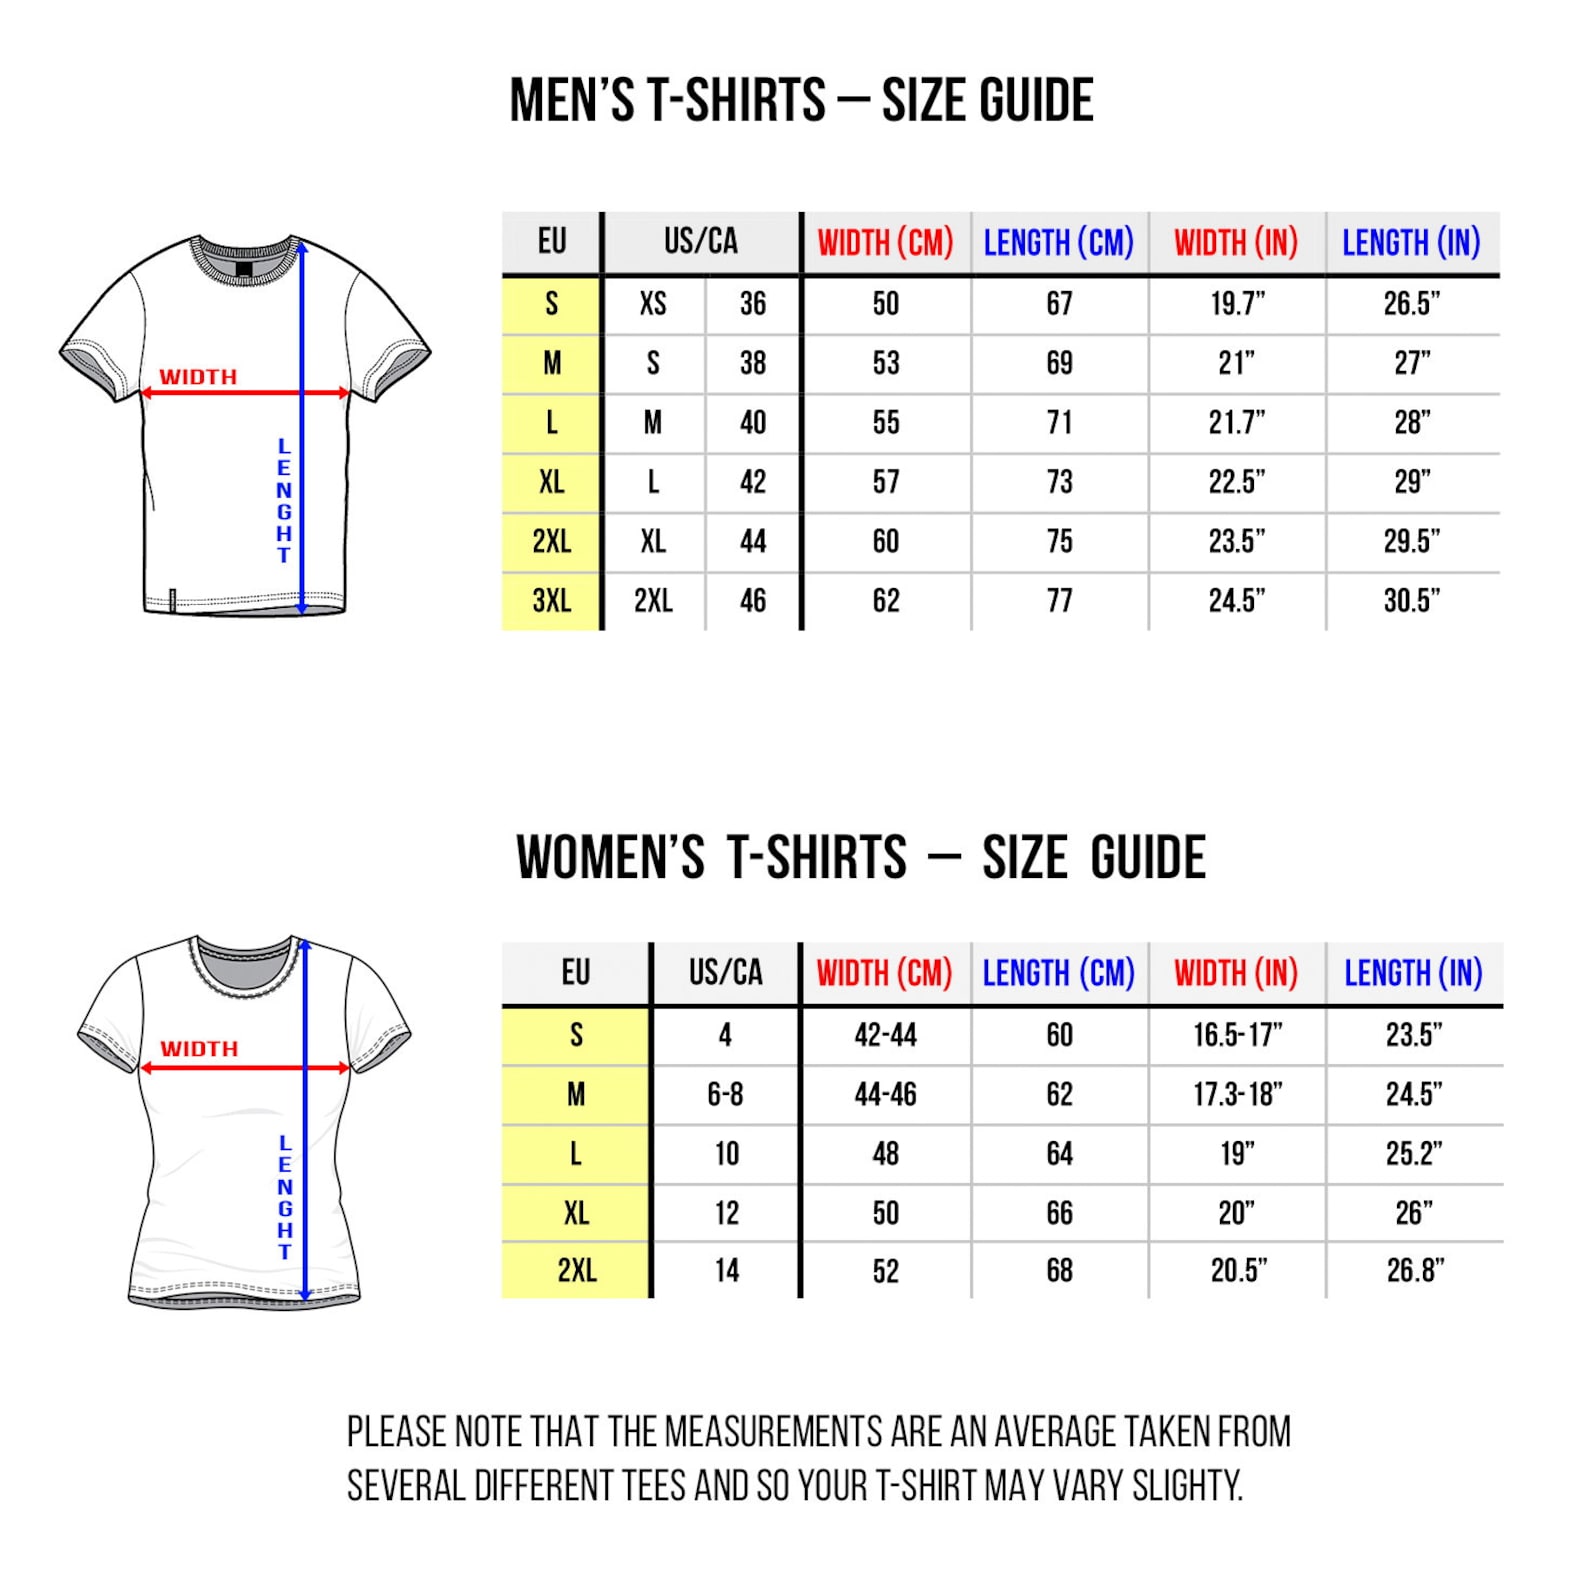 MEN'S T-SHIRTS – SIZE GUIDE
EU US/CA WIDTH (CM) LENGTH (CM) WIDTH (IN) LENGTH (IN)
S XS 36 50 67 19.7” 26.5”
M S 38 53 69 21” 27”
L M 40 55 71 21.7” 28”
XL L 42 57 73 22.5” 29”
2XL XL 44 60 75 23.5” 29.5”
3XL 2XL 46 62 77 24.5” 30.5”
WIDTH
LENGHT
WOMEN'S T-SHIRTS – SIZE GUIDE
EU US/CA WIDTH (CM) LENGTH (CM) WIDTH (IN) LENGTH (IN)
S 4 42-44 60 16.5-17” 23.5”
M 6-8 44-46 62 17.3-18” 24.5”
L 10 48 64 19” 25.2”
XL 12 50 66 20” 26”
2XL 14 52 68 20.5” 26.8”
WIDTH
LENGHT
PLEASE NOTE THAT THE MEASUREMENTS ARE AN AVERAGE TAKEN FROM
SEVERAL DIFFERENT TEES AND SO YOUR T-SHIRT MAY VARY SLIGHTY.